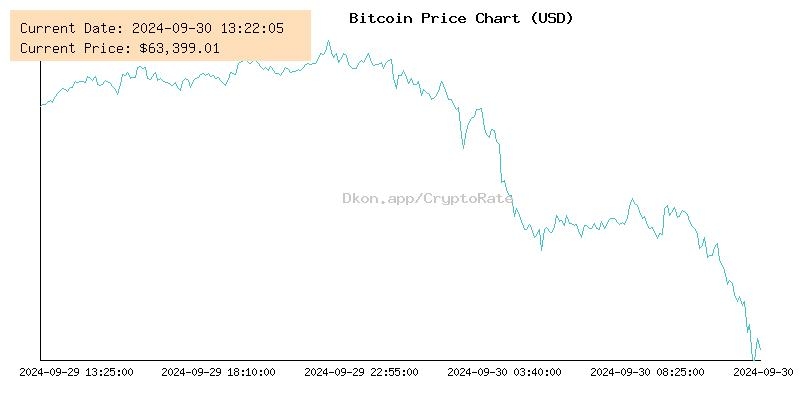 Bitcoin Price Chart (USD)
Current Date: 2024-09-30 13:22:05
Current Price: $63,399.01
Dkon.app/CryptoRate
2024-09-29 13:25:00 2024-09-29 18:10:00 2024-09-29 22:55:00 2024-09-30 03:40:00 2024-09-30 08:25:00 2024-09-30